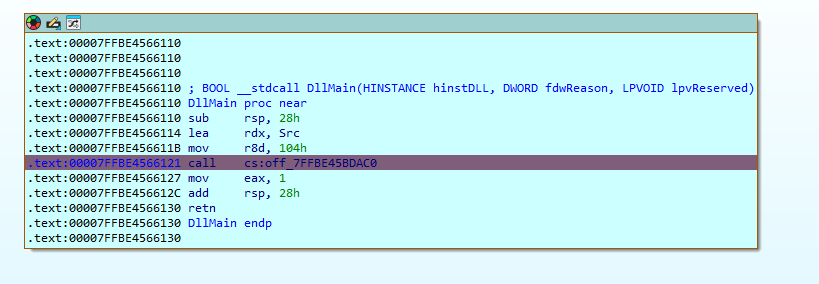 .text:00007FFBE4566110
.text:00007FFBE4566110
.text:00007FFBE4566110
.text:00007FFBE4566110 ; BOOL __stdcall DllMain(HINSTANCE hinstDLL, DWORD fdwReason, LPVOID lpvReserved)
.text:00007FFBE4566110 DllMain proc near
.text:00007FFBE4566110 sub     rsp, 28h
.text:00007FFBE4566114 lea     rdx, Src
.text:00007FFBE456611B mov     r8d, 104h
.text:00007FFBE4566121 call    cs:off_7FFBE45BDAC0
.text:00007FFBE4566127 mov     eax, 1
.text:00007FFBE456612C add     rsp, 28h
.text:00007FFBE4566130 retn
.text:00007FFBE4566130 DllMain endp
.text:00007FFBE4566130